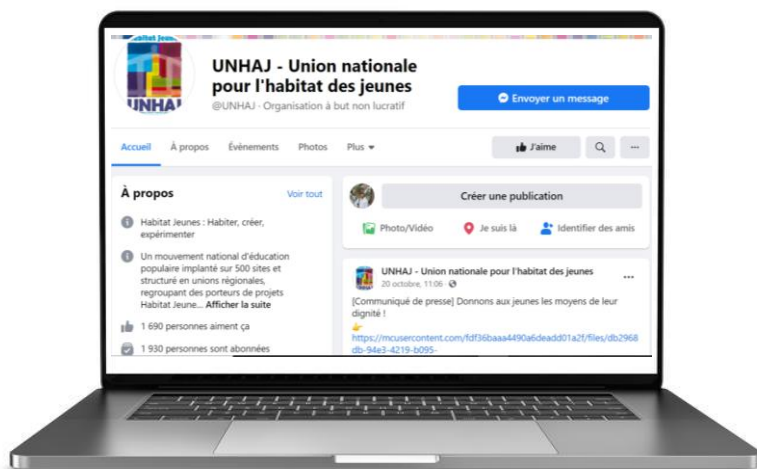 UNHAJ
UNHAJ - Union nationale
pour l'habitat des jeunes
@UNHAJ · Organisation à but non lucratif
Envoyer un message
Accueil À propos Évènements Photos Plus
J'aime
À propos
Voir tout
Habitat Jeunes : Habiter, créer,
expérimenter
Un mouvement national d'éducation
populaire implanté sur 500 sites et
structuré en unions régionales,
regroupant des porteurs de projets
Habitat Jeune... Afficher la suite
1 690 personnes aiment ça
1 930 personnes sont abonnées
Créer une publication
Photo/Vidéo Je suis là Identifier des amis
UNHAJ - Union nationale pour l'habitat des jeunes
20 octobre, 11:06
[Communiqué de presse] Donnons aux jeunes les moyens de leur
dignité !
https://mcusercontent.com/fdf36baaa4490a6deadd01a2f/files/db2968
db-94e3-4219-b095-